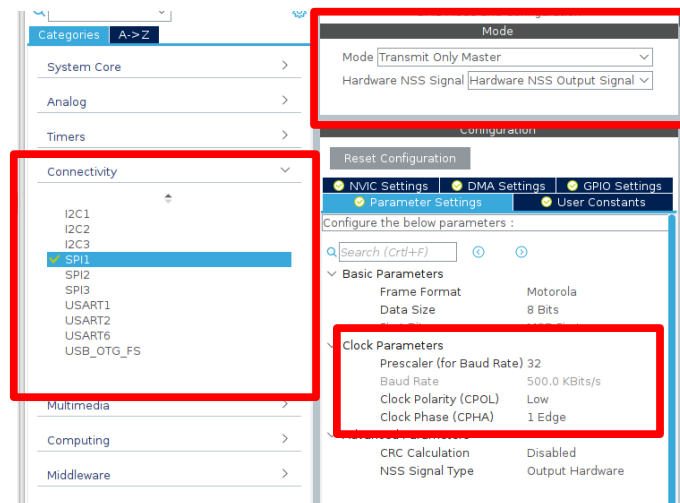 Categories A->Z
System Core
Analog
Timers
Connectivity
I2C1
I2C2
I2C3
SPI1
SPI2
SPI3
USART1
USART2
USART6
USB_OTG_FS
Multimedia
Computing
Middleware
Mode
Mode Transmit Only Master
Hardware NSS Signal Hardware NSS Output Signal
Configuration
Reset Configuration
NVIC Settings DMA Settings GPIO Settings
Parameter Settings User Constants
Configure the below parameters :
Search (Crtl+F)
Basic Parameters
Frame Format Motorola
Data Size 8 Bits
Clock Parameters
Prescaler (for Baud Rate) 32
Baud Rate 500.0 KBits/s
Clock Polarity (CPOL) Low
Clock Phase (CPHA) 1 Edge
Advanced Parameters
CRC Calculation Disabled
NSS Signal Type Output Hardware